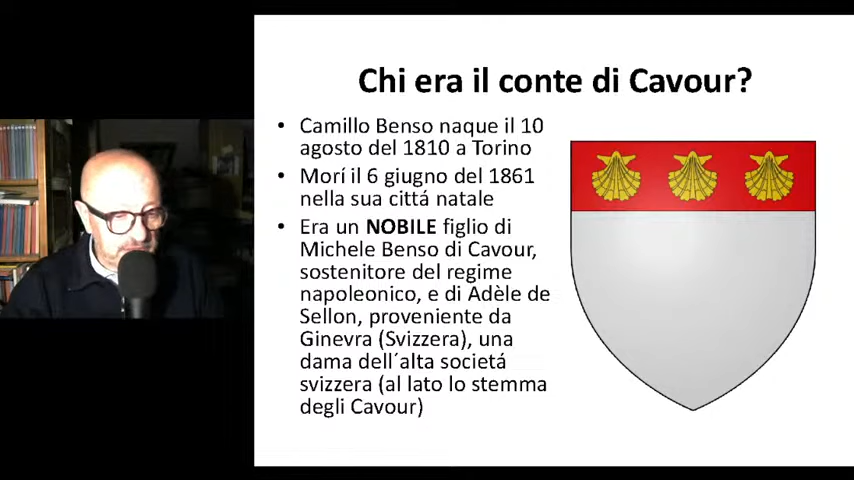 Chi era il conte di Cavour?
• Camillo Benso naque il 10
agosto del 1810 a Torino
• Morí il 6 giugno del 1861
nella sua cittá natale
• Era un NOBILE figlio di
Michele Benso di Cavour,
sostenitore del regime
napoleonico, e di Adèle de
Sellon, proveniente da
Ginevra (Svizzera), una
dama dell´alta societá
svizzera (al lato lo stemma
degli Cavour)